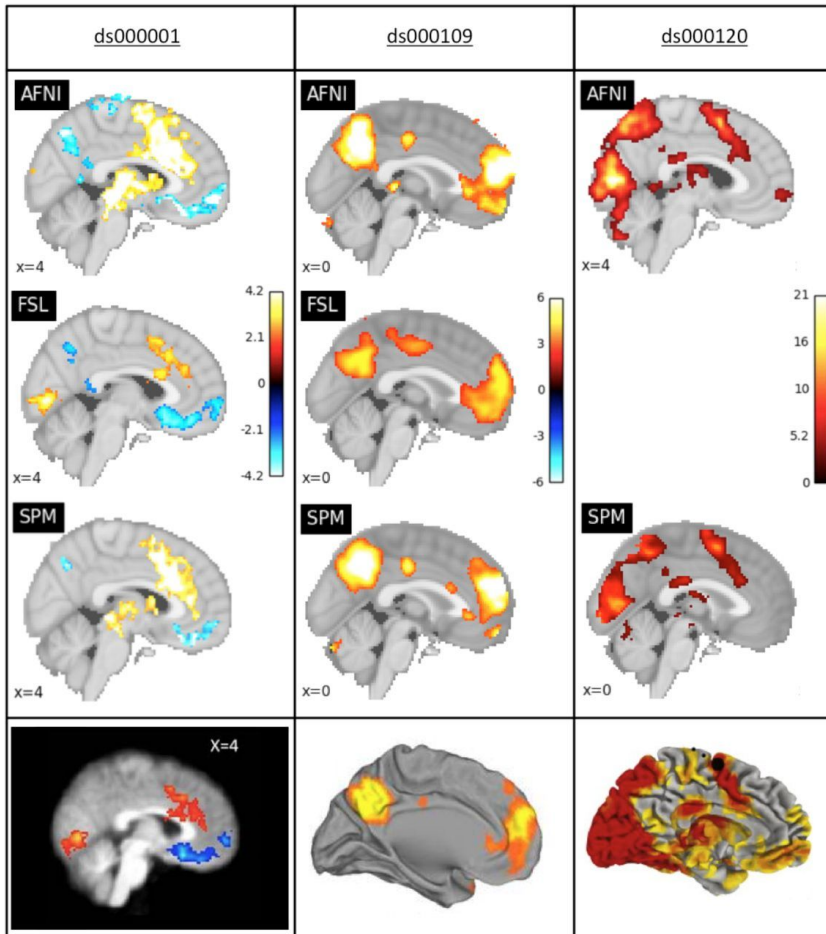 ds000001 ds000109 ds000120
AFNI AFNI AFNI
x=4 x=0 x=4
FSL 4.2 FSL 6 21
2.1 3 16
0 0 10
-2.1 -3 5.2
-4.2 -6 0
x=4 x=0
SPM SPM SPM
x=4 x=0 x=0
X=4